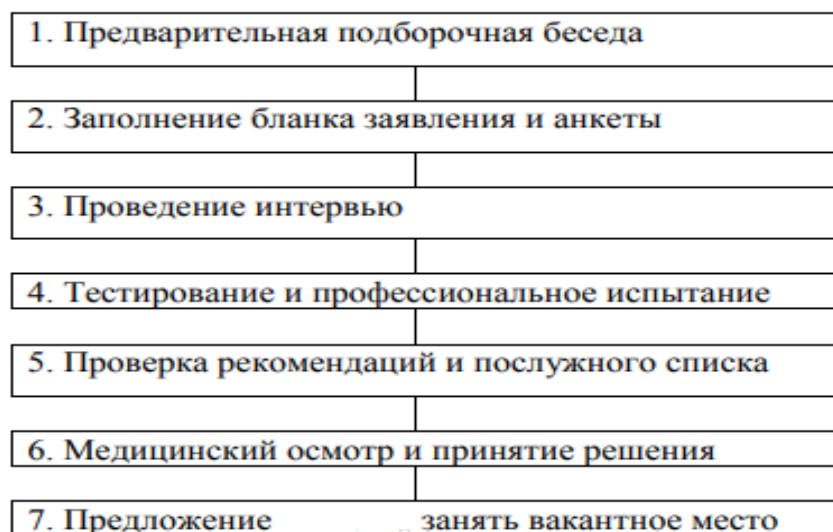 1. Предварительная подборочная беседа
2. Заполнение бланка заявления и анкеты
3. Проведение интервью
4. Тестирование и профессиональное испытание
5. Проверка рекомендаций и послужного списка
6. Медицинский осмотр и принятие решения
7. Предложение занять вакантное место